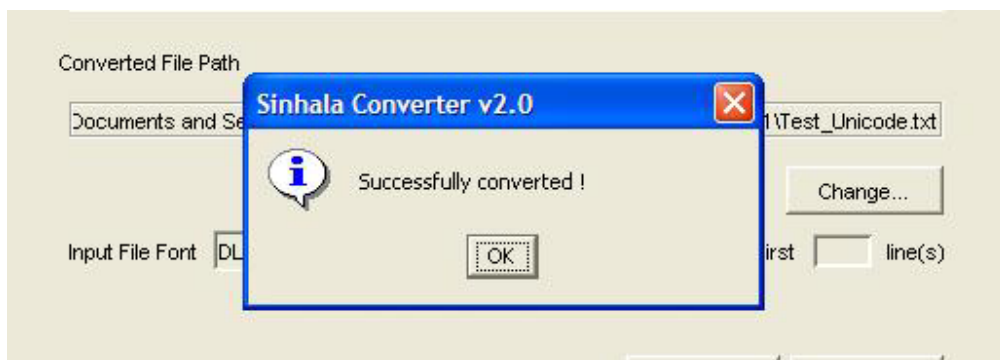 Converted File Path
Sinhala Converter v2.0
Documents and Se
1\Test_Unicode.txt
Successfully converted !
Change...
Input File Font DL
irst line(s)
OK